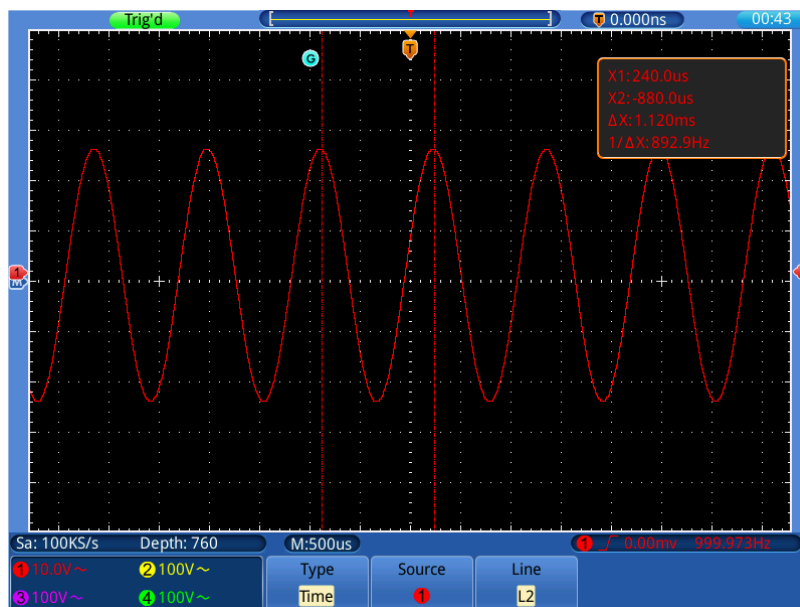 Trig'd [ T ] T 0.000ns 00:43
G T
X1:240.0us
X2:-880.0us
ΔX:1.120ms
1/ΔX:892.9Hz
1
M
Sa: 100KS/s Depth: 760 M:500us 1 0.00mv 999.973Hz
1 10.0V~ 2 100V~ Type Source Line
3 100V~ 4 100V~ Time 1 L2